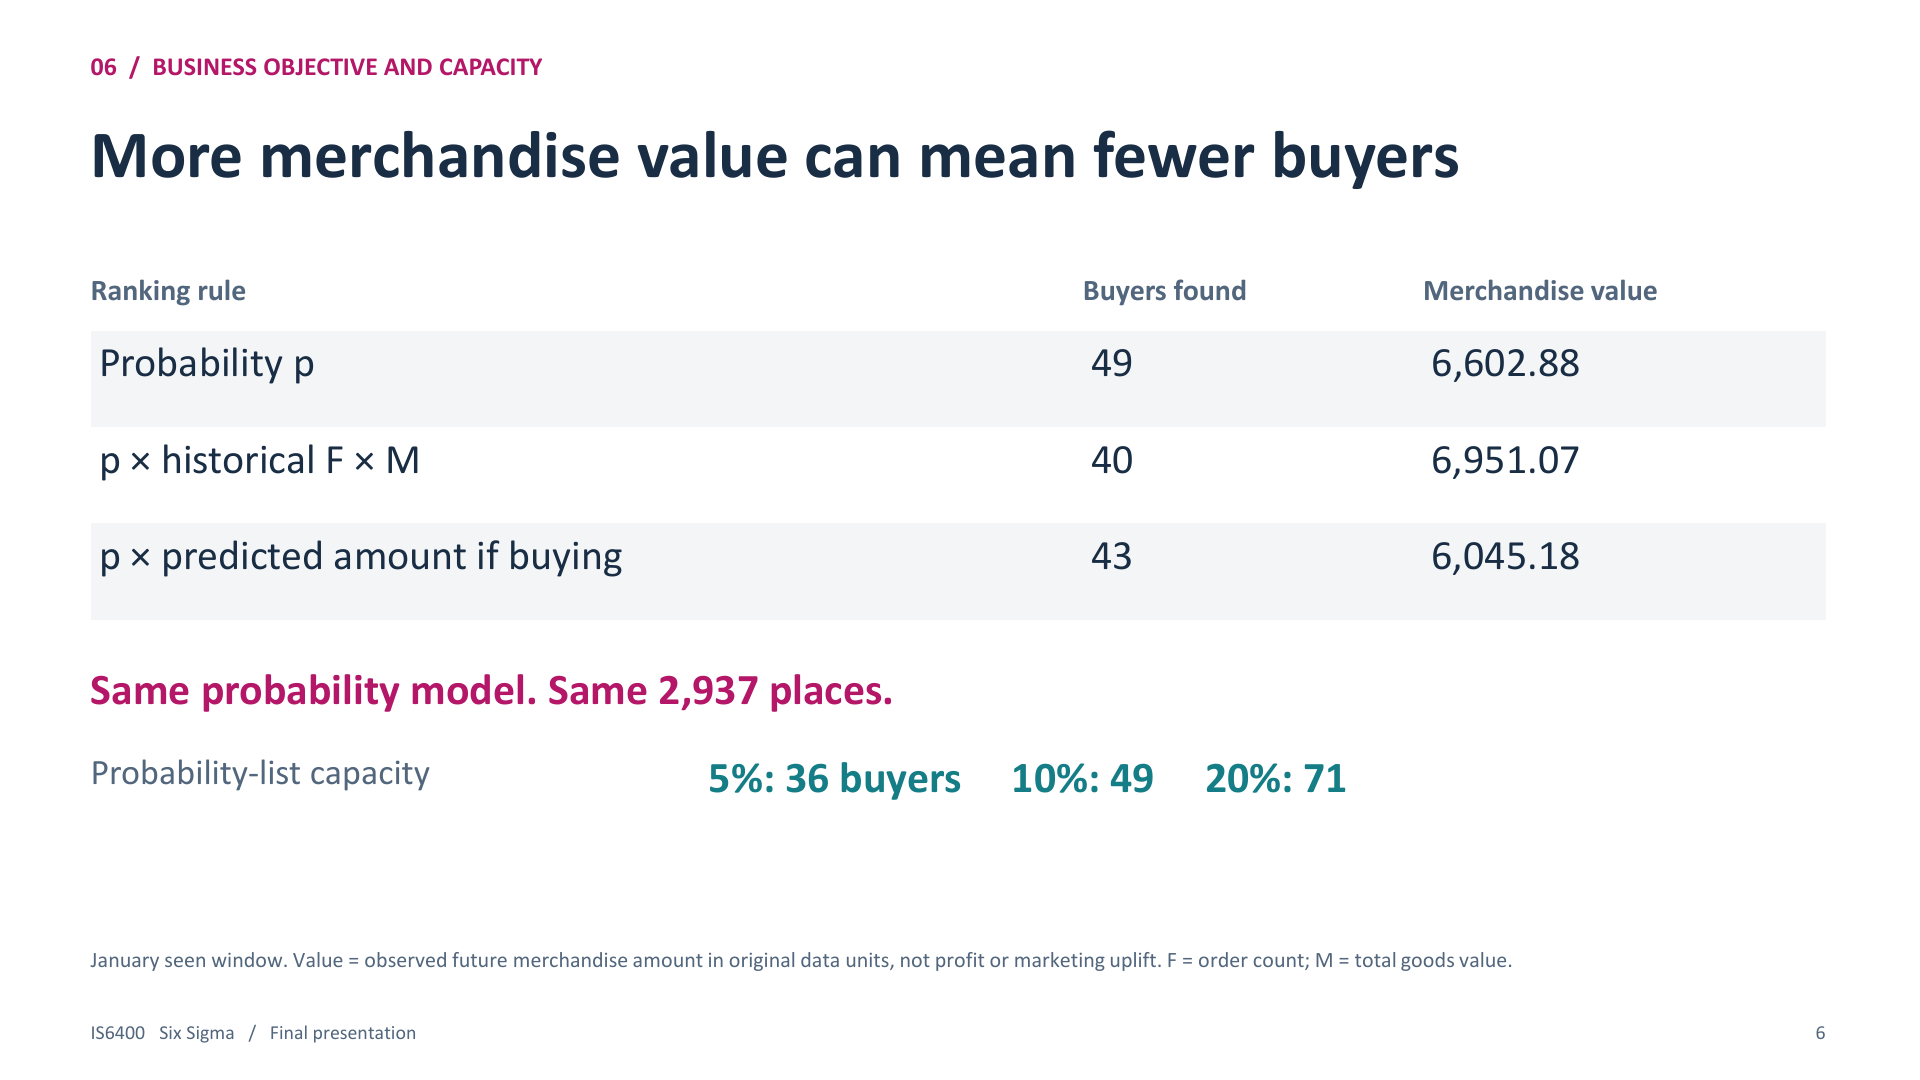 06 / BUSINESS OBJECTIVE AND CAPACITY
More merchandise value can mean fewer buyers
Ranking rule Buyers found Merchandise value
Probability p 49 6,602.88
p × historical F × M 40 6,951.07
p × predicted amount if buying 43 6,045.18
Same probability model. Same 2,937 places.
Probability-list capacity 5%: 36 buyers 10%: 49 20%: 71
January seen window. Value = observed future merchandise amount in original data units, not profit or marketing uplift. F = order count; M = total goods value.
IS6400 Six Sigma / Final presentation 6